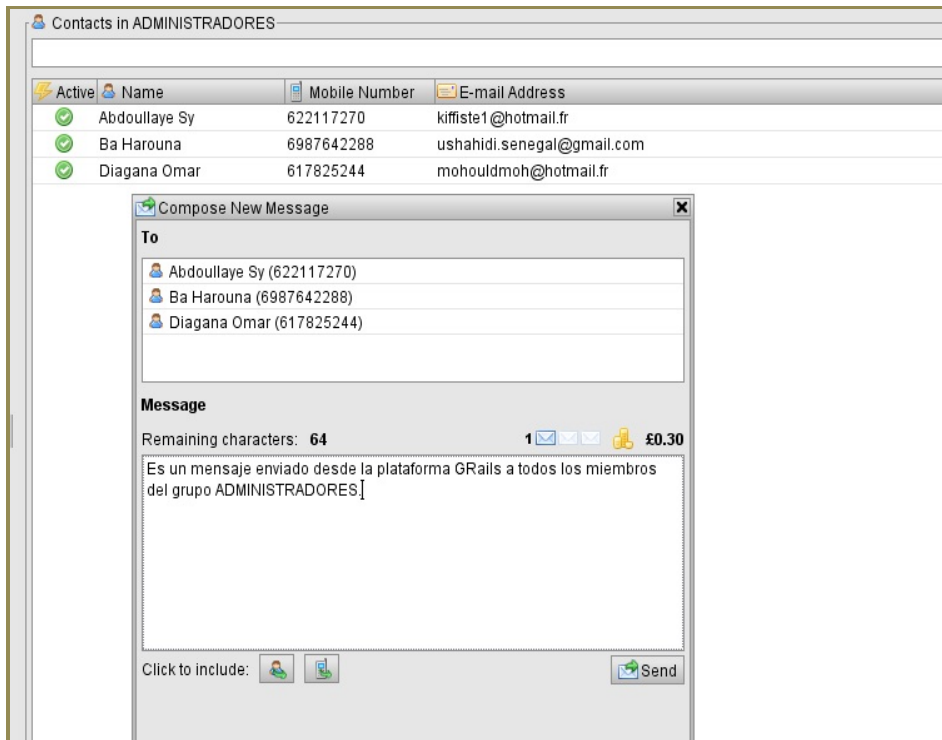 Contacts in ADMINISTRADORES
Active Name Mobile Number E-mail Address
Abdoullaye Sy 622117270 kiffiste1@hotmail.fr
Ba Harouna 6987642288 ushahidi.senegal@gmail.com
Diagana Omar 617825244 mohouldmoh@hotmail.fr
Compose New Message
To
Abdoullaye Sy (622117270)
Ba Harouna (6987642288)
Diagana Omar (617825244)
Message
Remaining characters: 64 1 £0.30
Es un mensaje enviado desde la plataforma GRails a todos los miembros
del grupo ADMINISTRADORES.
Click to include: Send